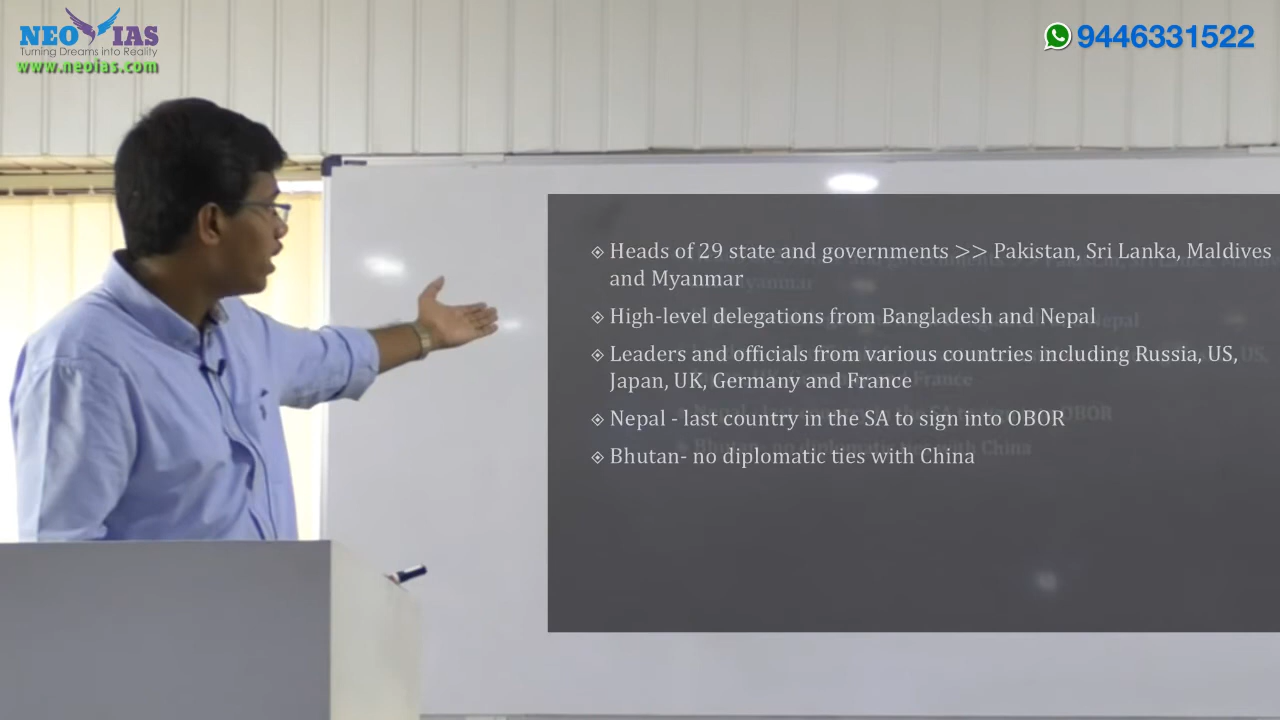 NEO IAS
Turning Dreams into Reality
www.neoias.com
9446331522
Heads of 29 state and governments >> Pakistan, Sri Lanka, Maldives
and Myanmar
High-level delegations from Bangladesh and Nepal
Leaders and officials from various countries including Russia, US,
Japan, UK, Germany and France
Nepal - last country in the SA to sign into OBOR
Bhutan- no diplomatic ties with China